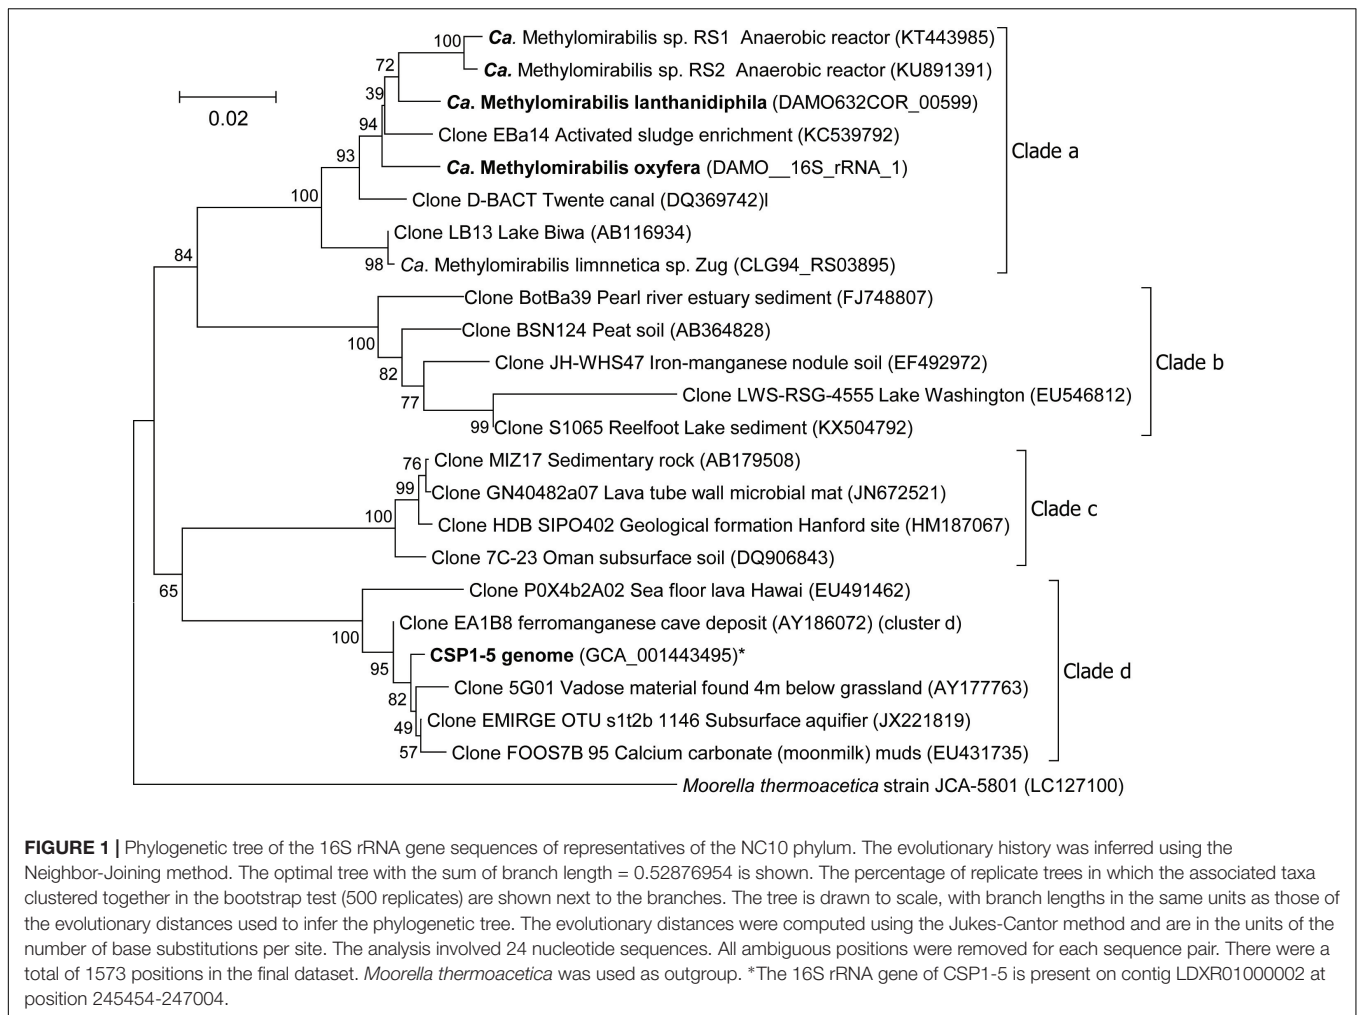 100 Ca. Methylomirabilis sp. RS1 Anaerobic reactor (KT443985)
72 Ca. Methylomirabilis sp. RS2 Anaerobic reactor (KU891391)
39 Ca. Methylomirabilis lanthanidiphila (DAMO632COR_00599)
0.02
94 Clone EBa14 Activated sludge enrichment (KC539792)
Clade a
93 Ca. Methylomirabilis oxyfera (DAMO__16S_rRNA_1)
100 Clone D-BACT Twente canal (DQ369742)l
Clone LB13 Lake Biwa (AB116934)
84
98 Ca. Methylomirabilis limnnetica sp. Zug (CLG94_RS03895)
Clone BotBa39 Pearl river estuary sediment (FJ748807)
100 Clone BSN124 Peat soil (AB364828)
82 Clone JH-WHS47 Iron-manganese nodule soil (EF492972)
Clade b
77 Clone LWS-RSG-4555 Lake Washington (EU546812)
99 Clone S1065 Reelfoot Lake sediment (KX504792)
76 Clone MIZ17 Sedimentary rock (AB179508)
99 Clone GN40482a07 Lava tube wall microbial mat (JN672521)
Clade c
100 Clone HDB SIPO402 Geological formation Hanford site (HM187067)
Clone 7C-23 Oman subsurface soil (DQ906843)
65 Clone P0X4b2A02 Sea floor lava Hawai (EU491462)
100 Clone EA1B8 ferromanganese cave deposit (AY186072) (cluster d)
95 CSP1-5 genome (GCA_001443495)*
Clade d
82 Clone 5G01 Vadose material found 4m below grassland (AY177763)
49 Clone EMIRGE OTU s1t2b 1146 Subsurface aquifier (JX221819)
57 Clone FOOS7B 95 Calcium carbonate (moonmilk) muds (EU431735)
Moorella thermoacetica strain JCA-5801 (LC127100)
FIGURE 1 | Phylogenetic tree of the 16S rRNA gene sequences of representatives of the NC10 phylum. The evolutionary history was inferred using the
Neighbor-Joining method. The optimal tree with the sum of branch length = 0.52876954 is shown. The percentage of replicate trees in which the associated taxa
clustered together in the bootstrap test (500 replicates) are shown next to the branches. The tree is drawn to scale, with branch lengths in the same units as those of
the evolutionary distances used to infer the phylogenetic tree. The evolutionary distances were computed using the Jukes-Cantor method and are in the units of the
number of base substitutions per site. The analysis involved 24 nucleotide sequences. All ambiguous positions were removed for each sequence pair. There were a
total of 1573 positions in the final dataset. Moorella thermoacetica was used as outgroup. *The 16S rRNA gene of CSP1-5 is present on contig LDXR01000002 at
position 245454-247004.